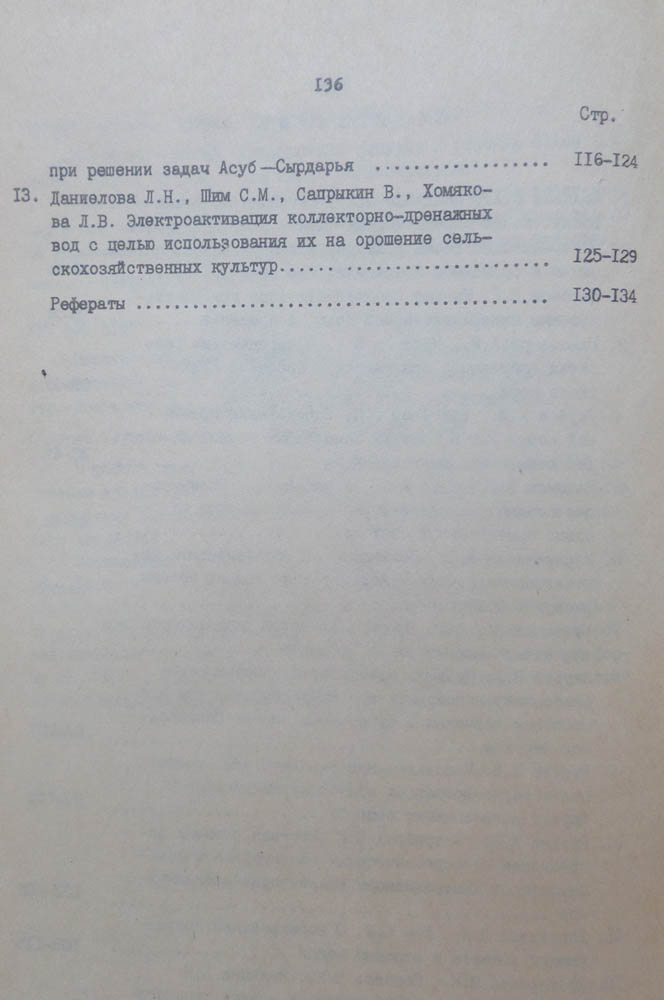 136
Стр.
при решении задач Асуб-Сырдарья .................. 116-124
13. Даниелова Л.Н., Шим С.М., Сапрыкин В., Хомяко-
ва Л.В. Электроактивация коллекторно-дренажных
вод с целью использования их на орошение сель-
скохозяйственных культур...... ..................... 125-129
Рефераты .......................................... 130-134